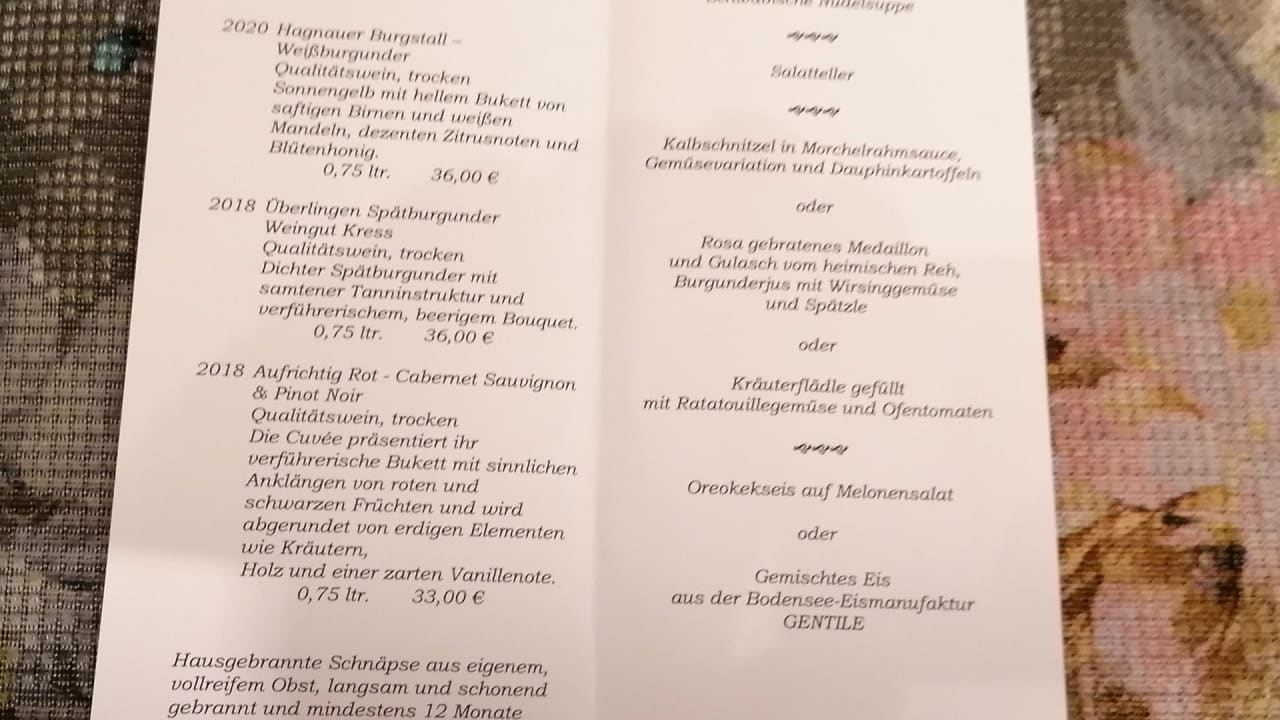 2020 Hagnauer Burgstall –
Weißburgunder
Qualitätswein, trocken
Sonnengelb mit hellem Bukett von
saftigen Birnen und weißen
Mandeln, dezenten Zitrusnoten und
Blütenhonig.
0,75 ltr. 36,00 €
2018 Überlingen Spätburgunder
Weingut Kress
Qualitätswein, trocken
Dichter Spätburgunder mit
samtener Tanninstruktur und
verführerischem, beerigem Bouquet.
0,75 ltr. 36,00 €
2018 Aufrichtig Rot - Cabernet Sauvignon
& Pinot Noir
Qualitätswein, trocken
Die Cuvée präsentiert ihr
verführerische Bukett mit sinnlichen
Anklängen von roten und
schwarzen Früchten und wird
abgerundet von erdigen Elementen
wie Kräutern,
Holz und einer zarten Vanillenote.
0,75 ltr. 33,00 €
Hausgebrannte Schnäpse aus eigenem,
vollreifem Obst, langsam und schonend
gebrannt und mindestens 12 Monate
Nudelsuppe
Salatteller
Kalbschnitzel in Morchelrahmsauce,
Gemüsevariation und Dauphinkartoffeln
oder
Rosa gebratenes Medaillon
und Gulasch vom heimischen Reh,
Burgunderjus mit Wirsinggemüse
und Spätzle
oder
Kräuterflädle gefüllt
mit Ratatouillegemüse und Ofentomaten
Oreokekseis auf Melonensalat
oder
Gemischtes Eis
aus der Bodensee-Eismanufaktur
GENTILE